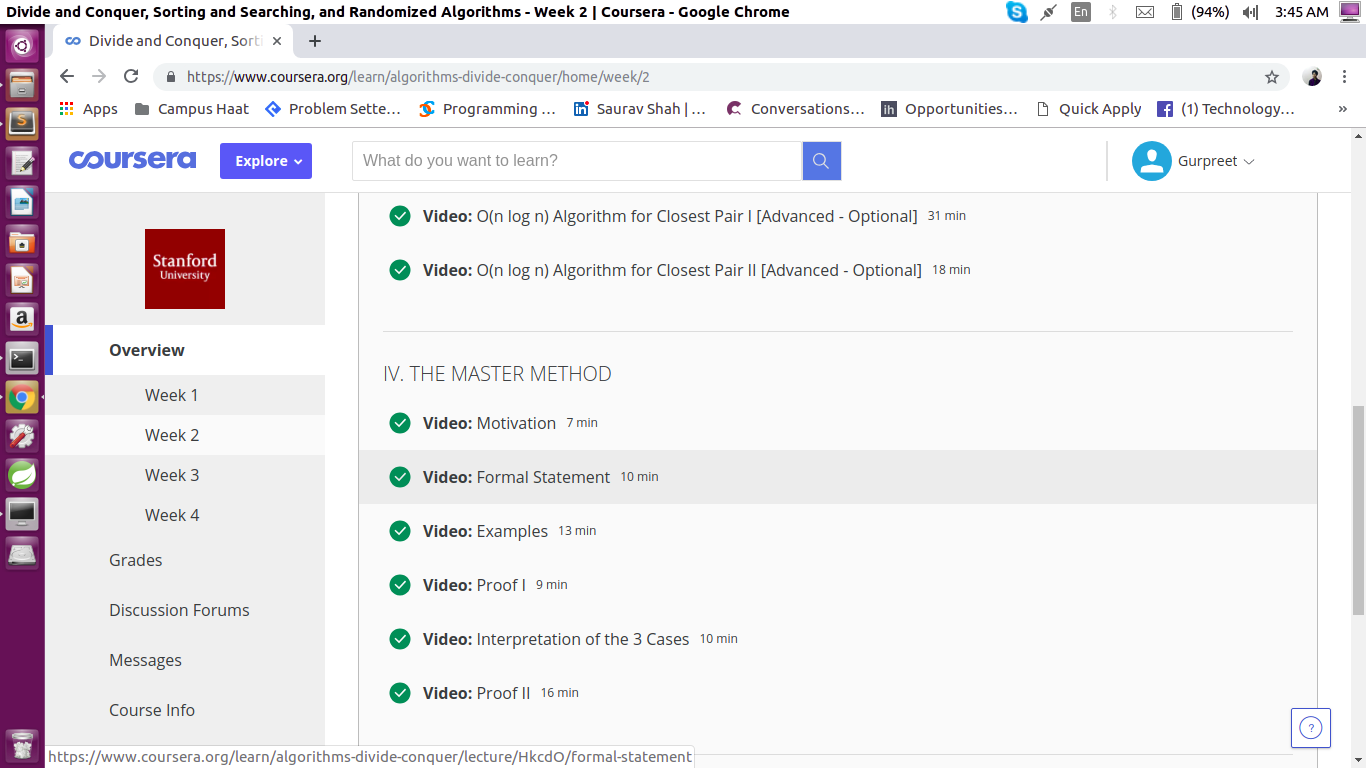 Divide and Conquer, Sorting and Searching, and Randomized Algorithms - Week 2 | Coursera - Google Chrome
En
(94%)
3:45 AM
Divide and Conquer, Sorti
https://www.coursera.org/learn/algorithms-divide-conquer/home/week/2
Apps
Campus Haat
Problem Sette...
Programming ...
Saurav Shah | ...
Conversations...
ih
Opportunities...
Quick Apply
(1) Technology...
»
coursera
Explore
What do you want to learn?
Gurpreet
Stanford
University
Overview
Week 1
Week 2
Week 3
Week 4
Grades
Discussion Forums
Messages
Course Info
Video: O(n log n) Algorithm for Closest Pair I [Advanced - Optional] 31 min
Video: O(n log n) Algorithm for Closest Pair II [Advanced - Optional] 18 min
IV. THE MASTER METHOD
Video: Motivation 7 min
Video: Formal Statement 10 min
Video: Examples 13 min
Video: Proof I 9 min
Video: Interpretation of the 3 Cases 10 min
Video: Proof II 16 min
?
https://www.coursera.org/learn/algorithms-divide-conquer/lecture/HkcdO/formal-statement